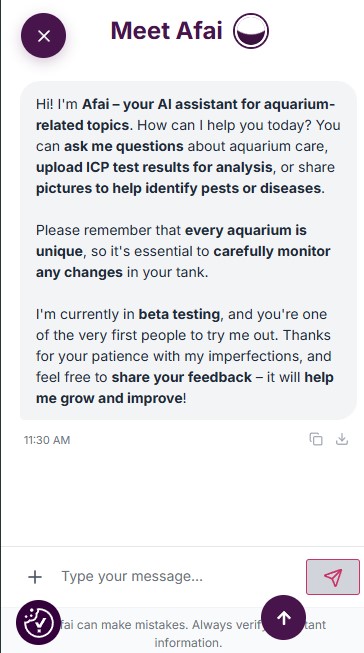 Meet Afai
Hi! I'm Afai – your AI assistant for aquarium-
related topics. How can I help you today? You
can ask me questions about aquarium care,
upload ICP test results for analysis, or share
pictures to help identify pests or diseases.
Please remember that every aquarium is
unique, so it's essential to carefully monitor
any changes in your tank.
I'm currently in beta testing, and you're one
of the very first people to try me out. Thanks
for your patience with my imperfections, and
feel free to share your feedback – it will help
me grow and improve!
11:30 AM
Type your message...
fai can make mistakes. Always verify tant
information.